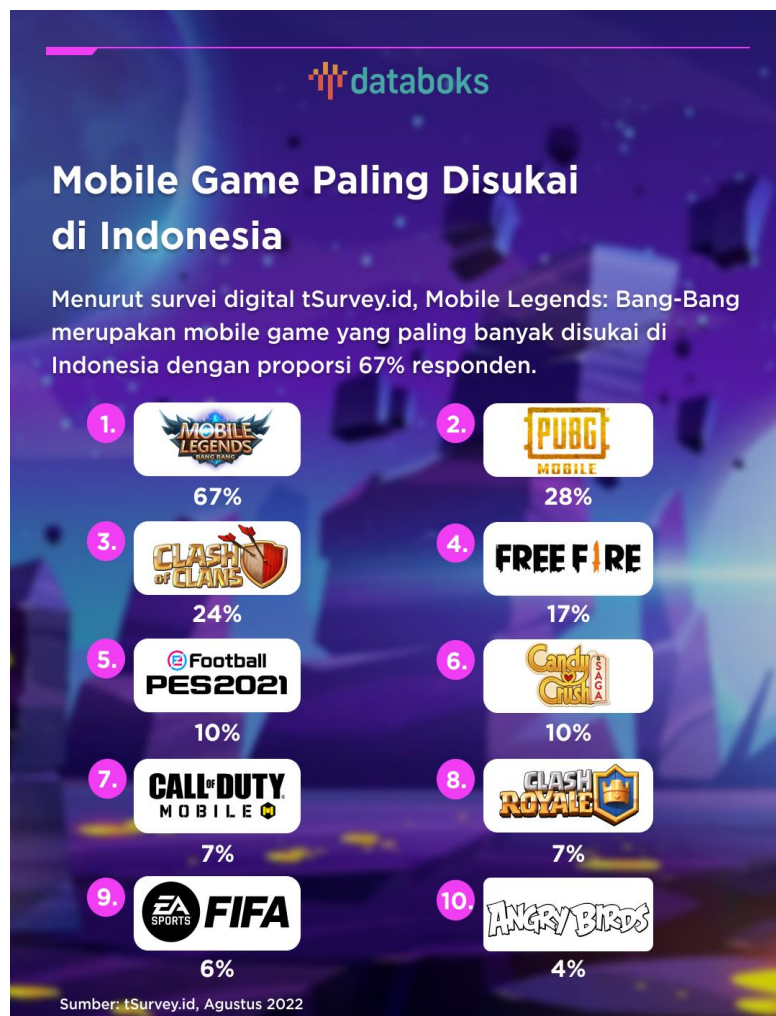 databoks
Mobile Game Paling Disukai
di Indonesia
Menurut survei digital tSurvey.id, Mobile Legends: Bang-Bang
merupakan mobile game yang paling banyak disukai di
Indonesia dengan proporsi 67% responden.
1.
MOBILE
LEGENDS
BANG BANG
67%
2.
PUBG
MOBILE
28%
3.
CLASH
OF CLANS
24%
4.
FREE FIRE
17%
5.
eFootball
PES2021
10%
6.
Candy
Crush
SAGA
10%
7.
CALL OF DUTY
MOBILE
7%
8.
CLASH
ROYALE
7%
9.
EA
SPORTS
FIFA
6%
10.
ANGRY BIRDS
4%
Sumber: tSurvey.id, Agustus 2022